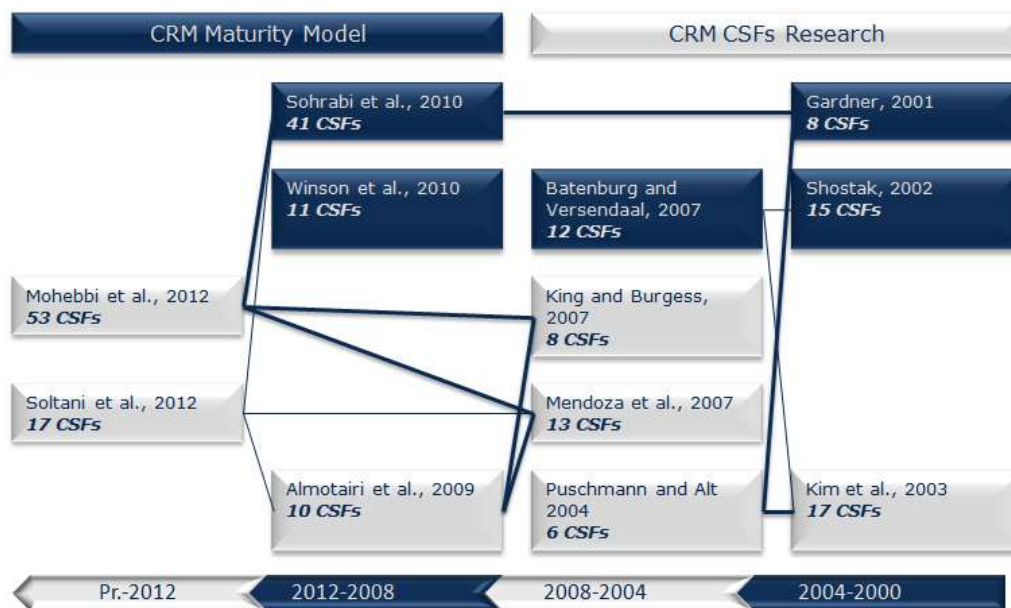 CRM Maturity Model
CRM CSFs Research
Sohrabi et al., 2010
41 CSFs
Gardner, 2001
8 CSFs
Winson et al., 2010
11 CSFs
Batenburg and
Versendaal, 2007
12 CSFs
Shostak, 2002
15 CSFs
Mohebbi et al., 2012
53 CSFs
King and Burgess,
2007
8 CSFs
Soltani et al., 2012
17 CSFs
Mendoza et al., 2007
13 CSFs
Almotairi et al., 2009
10 CSFs
Puschmann and Alt
2004
6 CSFs
Kim et al., 2003
17 CSFs
Pr.-2012
2012-2008
2008-2004
2004-2000